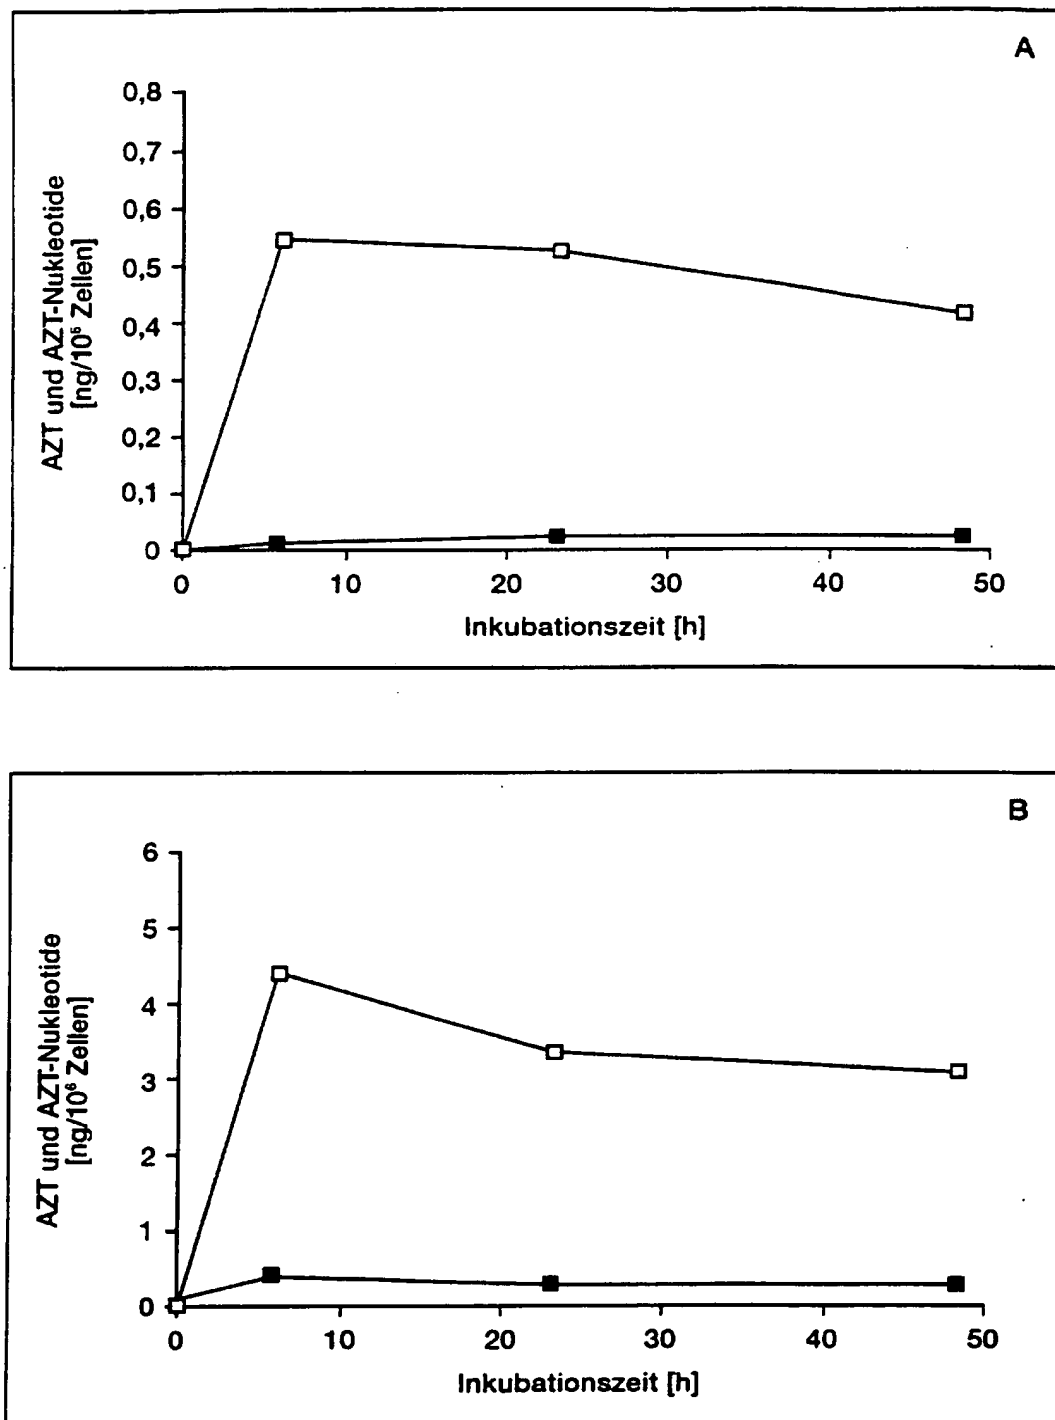 A
0,8
0,7
0,6
0,5
0,4
0,3
0,2
0,1
0
AZT und AZT-Nukleotide
[ng/10⁶ Zellen]
0 10 20 30 40 50
Inkubationszeit [h]
B
6
5
4
3
2
1
0
AZT und AZT-Nukleotide
[ng/10⁶ Zellen]
0 10 20 30 40 50
Inkubationszeit [h]